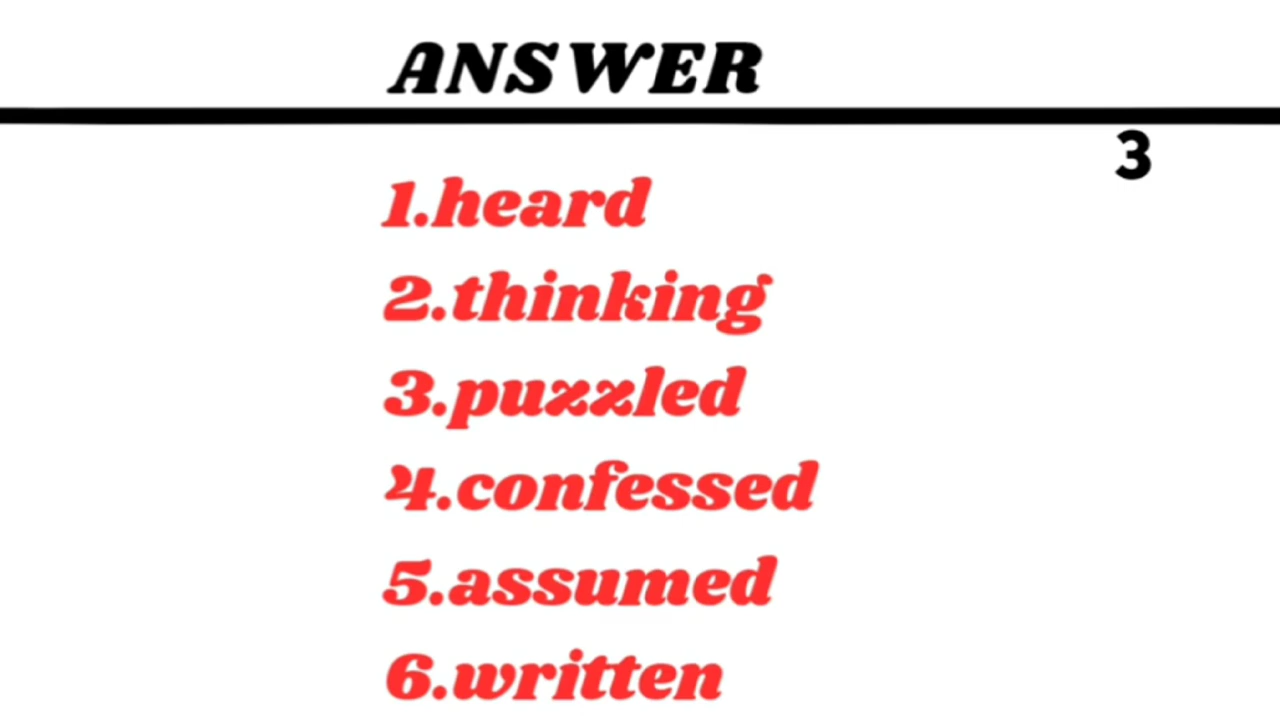 ANSWER
3
1.heard
2.thinking
3.puzzled
4.confessed
5.assumed
6.written